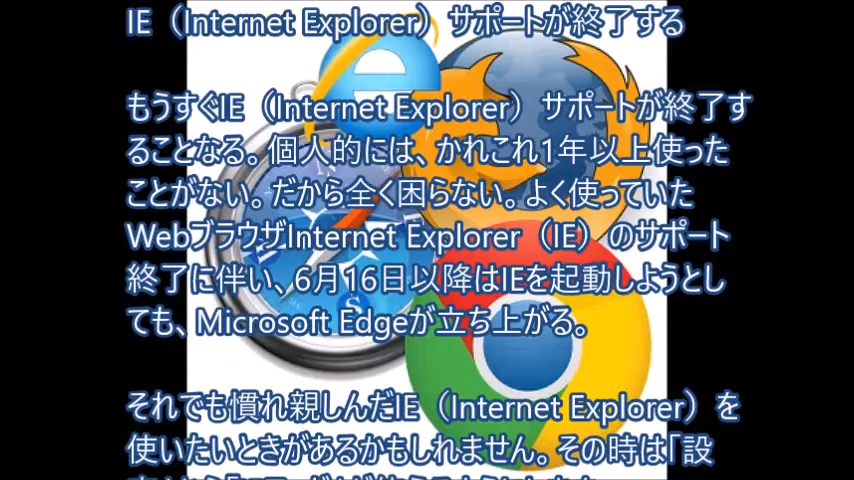 IE（Internet Explorer）サポートが終了する
もうすぐIE（Internet Explorer）サポートが終了す
ることなる。個人的には、かれこれ1年以上使った
ことがない。だから全く困らない。よく使っていた
WebブラウザInternet Explorer（IE）のサポート
終了に伴い、6月16日以降はIEを起動しようとし
ても、Microsoft Edgeが立ち上がる。
それでも慣れ親しんだIE（Internet Explorer）を
使いたいときがあるかもしれません。その時は「設